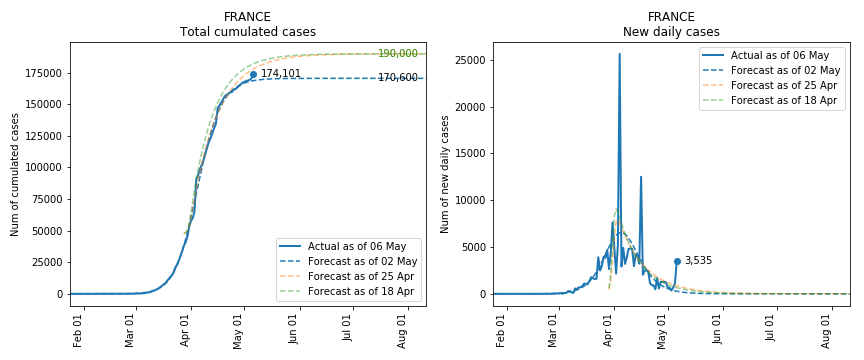 FRANCE
Total cumulated cases
Num of cumulated cases
175000
150000
125000
100000
75000
50000
25000
0
190,000
174,101
170,600
Actual as of 06 May
Forecast as of 02 May
Forecast as of 25 Apr
Forecast as of 18 Apr
Feb 01
Mar 01
Apr 01
May 01
Jun 01
Jul 01
Aug 01
FRANCE
New daily cases
Num of new daily cases
25000
20000
15000
10000
5000
0
Actual as of 06 May
Forecast as of 02 May
Forecast as of 25 Apr
Forecast as of 18 Apr
3,535
Feb 01
Mar 01
Apr 01
May 01
Jun 01
Jul 01
Aug 01